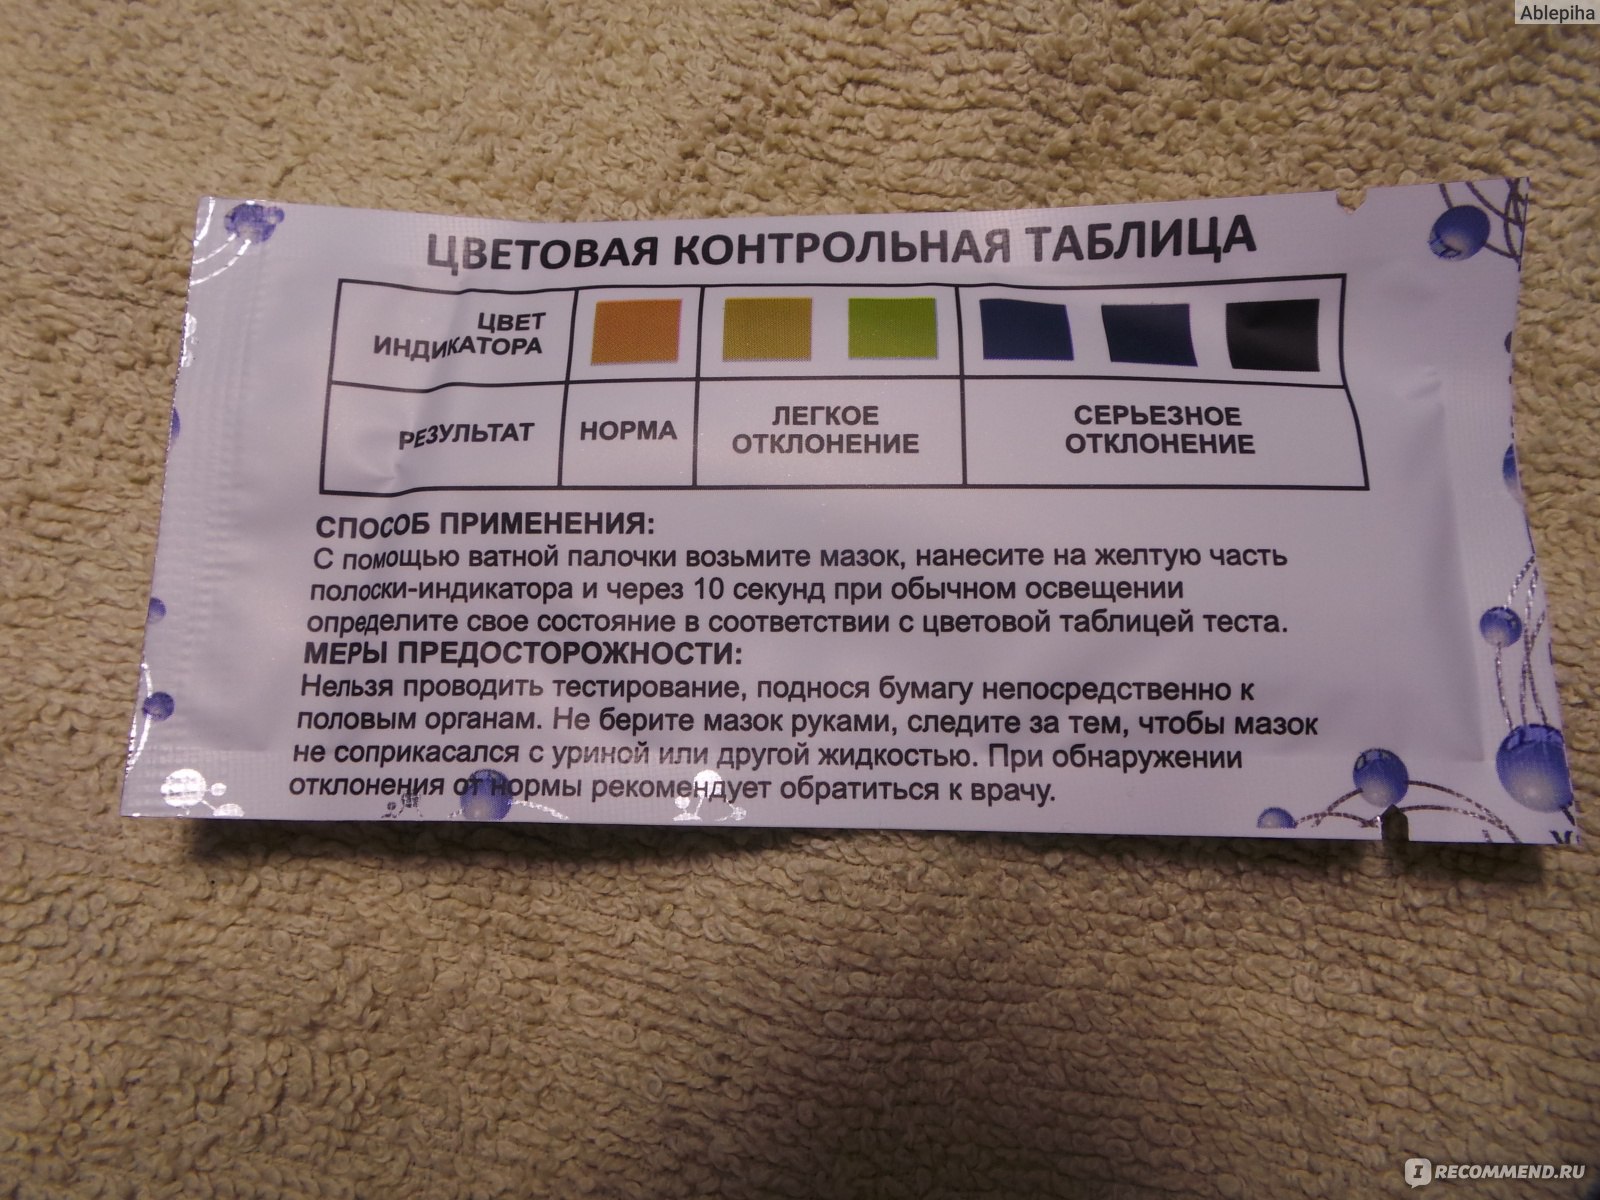 Ablepiha
ЦВЕТОВАЯ КОНТРОЛЬНАЯ ТАБЛИЦА
ЦВЕТ
ИНДИКАТОРА
РЕЗУЛЬТАТ
НОРМА
ЛЕГКОЕ
ОТКЛОНЕНИЕ
СЕРЬЕЗНОЕ
ОТКЛОНЕНИЕ
СПОСОБ ПРИМЕНЕНИЯ:
С помощью ватной палочки возьмите мазок, нанесите на желтую часть
полоски-индикатора и через 10 секунд при обычном освещении
определите свое состояние в соответствии с цветовой таблицей теста.
МЕРЫ ПРЕДОСТОРОЖНОСТИ:
Нельзя проводить тестирование, поднося бумагу непосредственно к
половым органам. Не берите мазок руками, следите за тем, чтобы мазок
не соприкасался с уриной или другой жидкостью. При обнаружении
отклонения от нормы рекомендует обратиться к врачу.
IRECOMMEND.RU